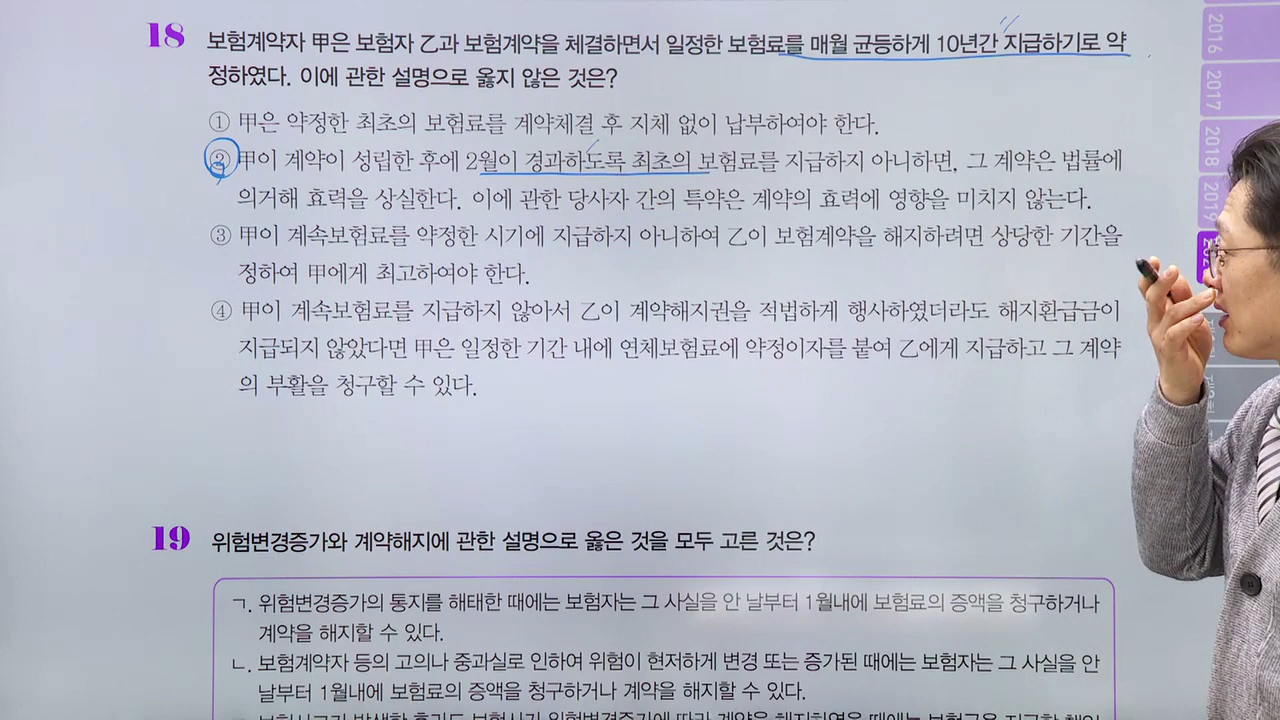 18 보험계약자 甲은 보험자 乙과 보험계약을 체결하면서 일정한 보험료를 매월 균등하게 10년간 지급하기로 약
정하였다. 이에 관한 설명으로 옳지 않은 것은?
① 甲은 약정한 최초의 보험료를 계약체결 후 지체 없이 납부하여야 한다.
② 甲이 계약이 성립한 후에 2월이 경과하도록 최초의 보험료를 지급하지 아니하면, 그 계약은 법률에
의거해 효력을 상실한다. 이에 관한 당사자 간의 특약은 계약의 효력에 영향을 미치지 않는다.
③ 甲이 계속보험료를 약정한 시기에 지급하지 아니하여 乙이 보험계약을 해지하려면 상당한 기간을
정하여 甲에게 최고하여야 한다.
④ 甲이 계속보험료를 지급하지 않아서 乙이 계약해지권을 적법하게 행사하였더라도 해지환급금이
지급되지 않았다면 甲은 일정한 기간 내에 연체보험료에 약정이자를 붙여 乙에게 지급하고 그 계약
의 부활을 청구할 수 있다.
19 위험변경증가와 계약해지에 관한 설명으로 옳은 것을 모두 고른 것은?
ㄱ. 위험변경증가의 통지를 해태한 때에는 보험자는 그 사실을 안 날부터 1월내에 보험료의 증액을 청구하거나
계약을 해지할 수 있다.
ㄴ. 보험계약자 등의 고의나 중과실로 인하여 위험이 현저하게 변경 또는 증가된 때에는 보험자는 그 사실을 안
날부터 1월내에 보험료의 증액을 청구하거나 계약을 해지할 수 있다.
2016
2017
2018
2019